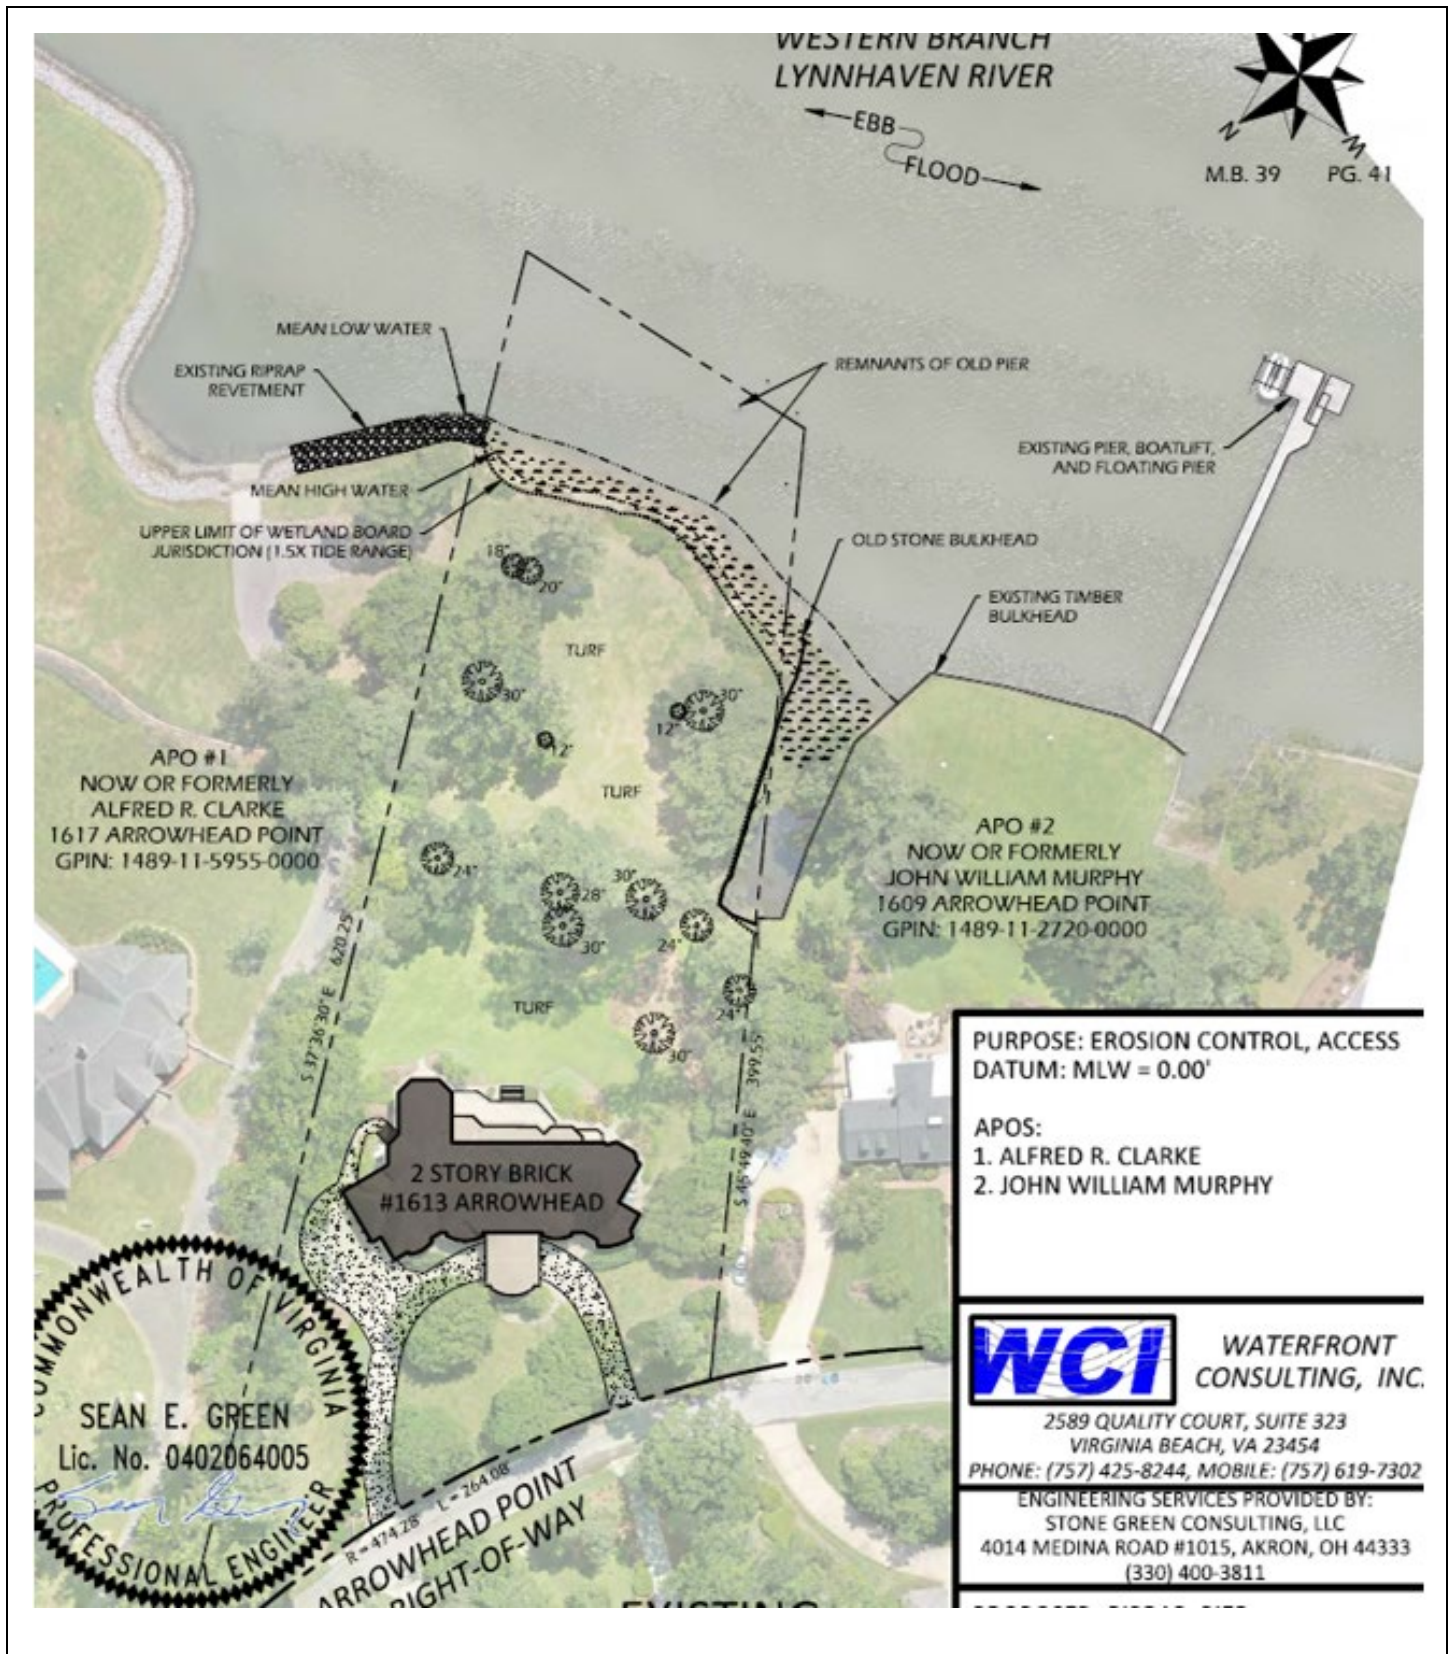 WESTERN BRANCH
LYNNHAVEN RIVER
EBB
FLOOD
N
M.B. 39 PG. 41
MEAN LOW WATER
EXISTING RIPRAP
REVETMENT
REMNANTS OF OLD PIER
EXISTING PIER, BOATLIFT,
AND FLOATING PIER
MEAN HIGH WATER
UPPER LIMIT OF WETLAND BOARD
JURISDICTION (1.5X TIDE RANGE)
OLD STONE BULKHEAD
EXISTING TIMBER
BULKHEAD
18"
20"
TURF
30"
30"
12"
12"
TURF
APO #1
NOW OR FORMERLY
ALFRED R. CLARKE
1617 ARROWHEAD POINT
GPIN: 1489-11-5955-0000
APO #2
NOW OR FORMERLY
JOHN WILLIAM MURPHY
1609 ARROWHEAD POINT
GPIN: 1489-11-2720-0000
24"
28"
30"
30"
24"
24"
30"
TURF
S 37°36'30" E 620.25'
S 45°49'40" E 399.55'
2 STORY BRICK
#1613 ARROWHEAD
PURPOSE: EROSION CONTROL, ACCESS
DATUM: MLW = 0.00'
APOS:
1. ALFRED R. CLARKE
2. JOHN WILLIAM MURPHY
COMMONWEALTH OF VIRGINIA
SEAN E. GREEN
Lic. No. 0402064005
PROFESSIONAL ENGINEER
R = 474.28' L = 264.08'
ARROWHEAD POINT
RIGHT-OF-WAY
EXISTING
WCI
WATERFRONT
CONSULTING, INC.
2589 QUALITY COURT, SUITE 323
VIRGINIA BEACH, VA 23454
PHONE: (757) 425-8244, MOBILE: (757) 619-7302
ENGINEERING SERVICES PROVIDED BY:
STONE GREEN CONSULTING, LLC
4014 MEDINA ROAD #1015, AKRON, OH 44333
(330) 400-3811